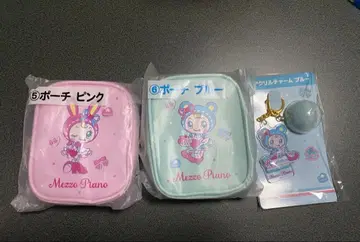 ⑤ポーチ ピンク
Mezzo Piano
⑥ポーチ ブルー
Mezzo Piano
クリルチャーム ブルー